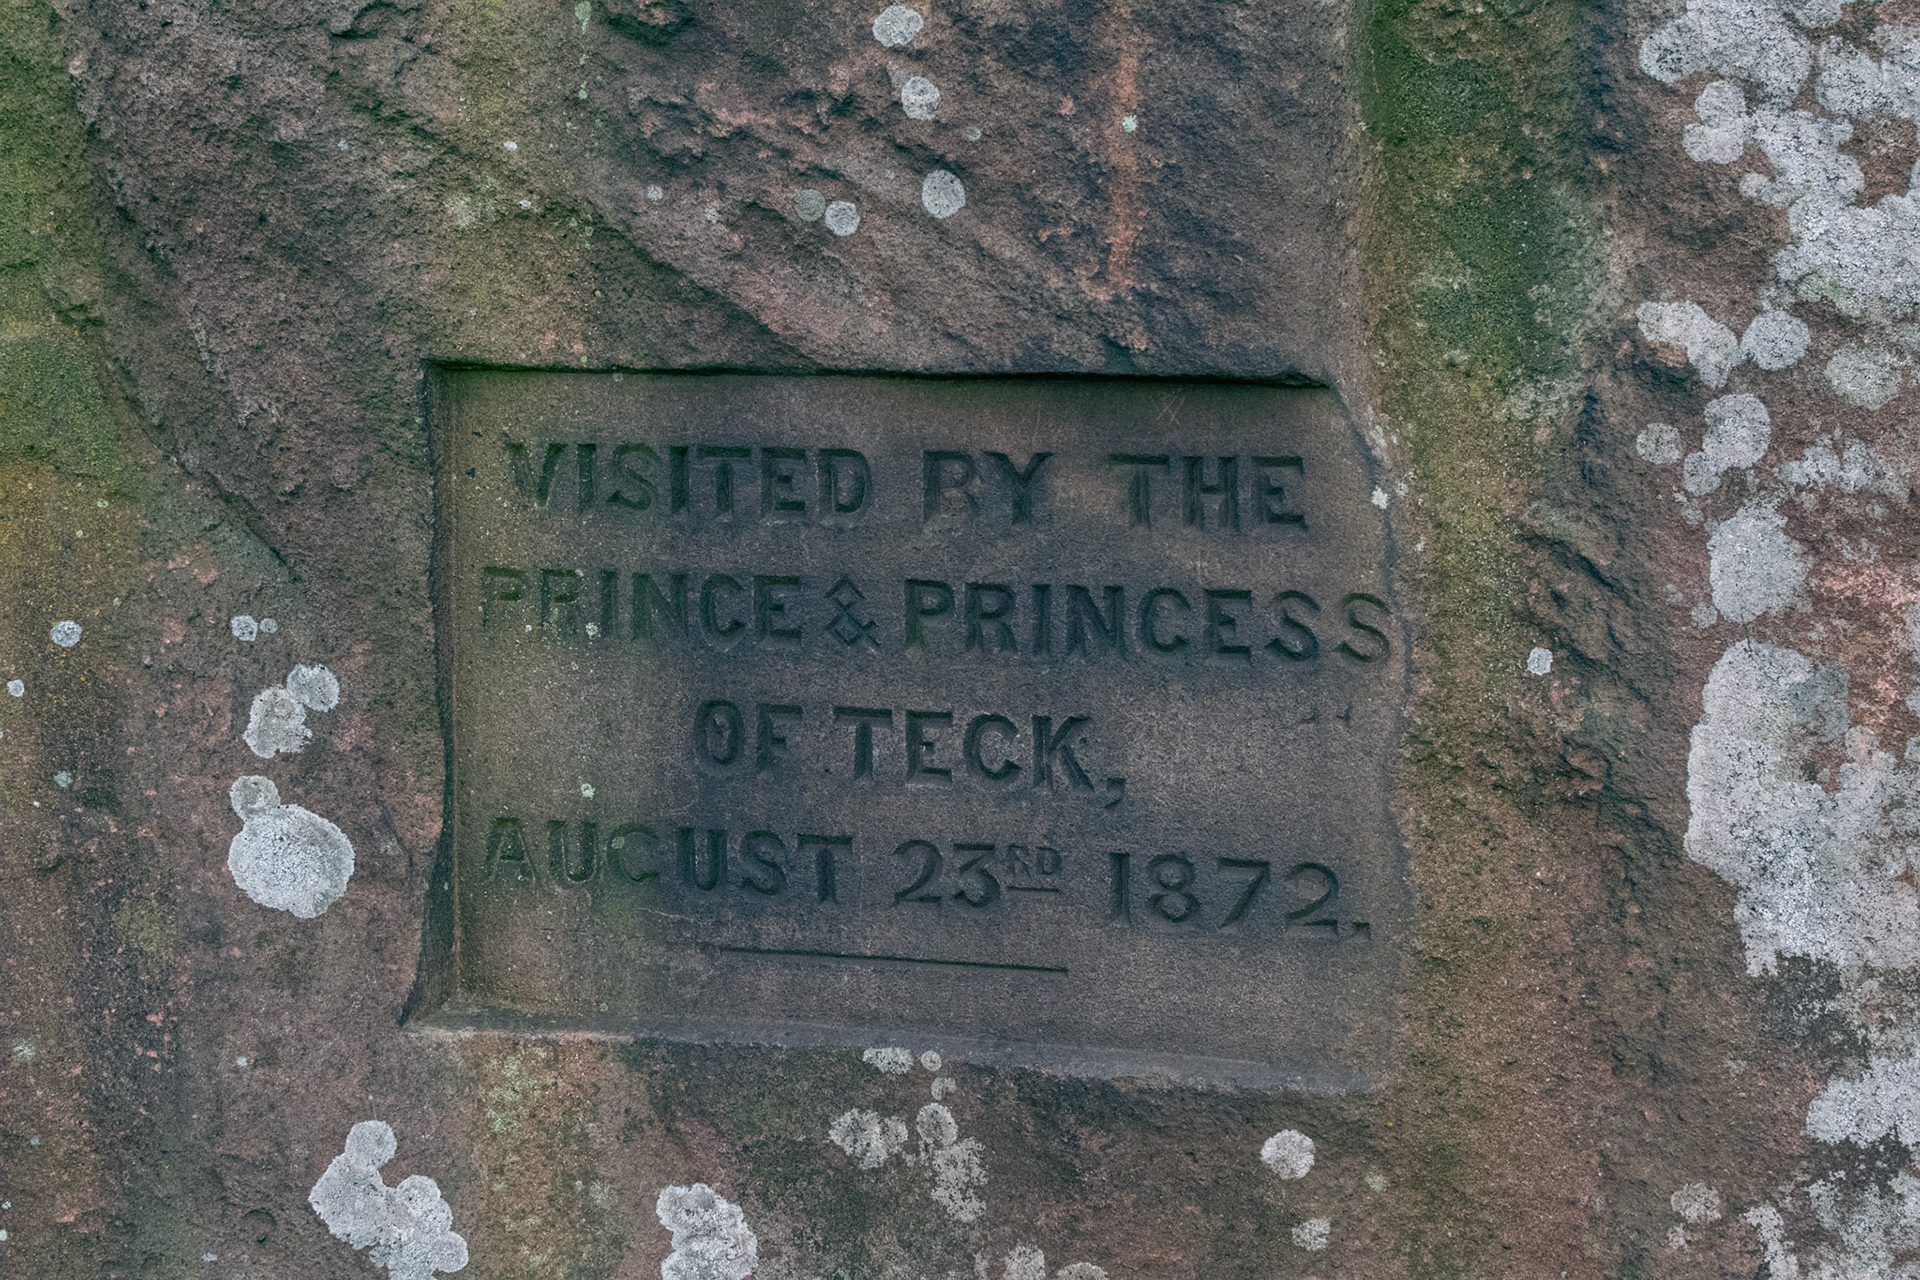 VISITED BY THE
PRINCE & PRINCESS
OF TECK,
AUGUST 23RD 1872.